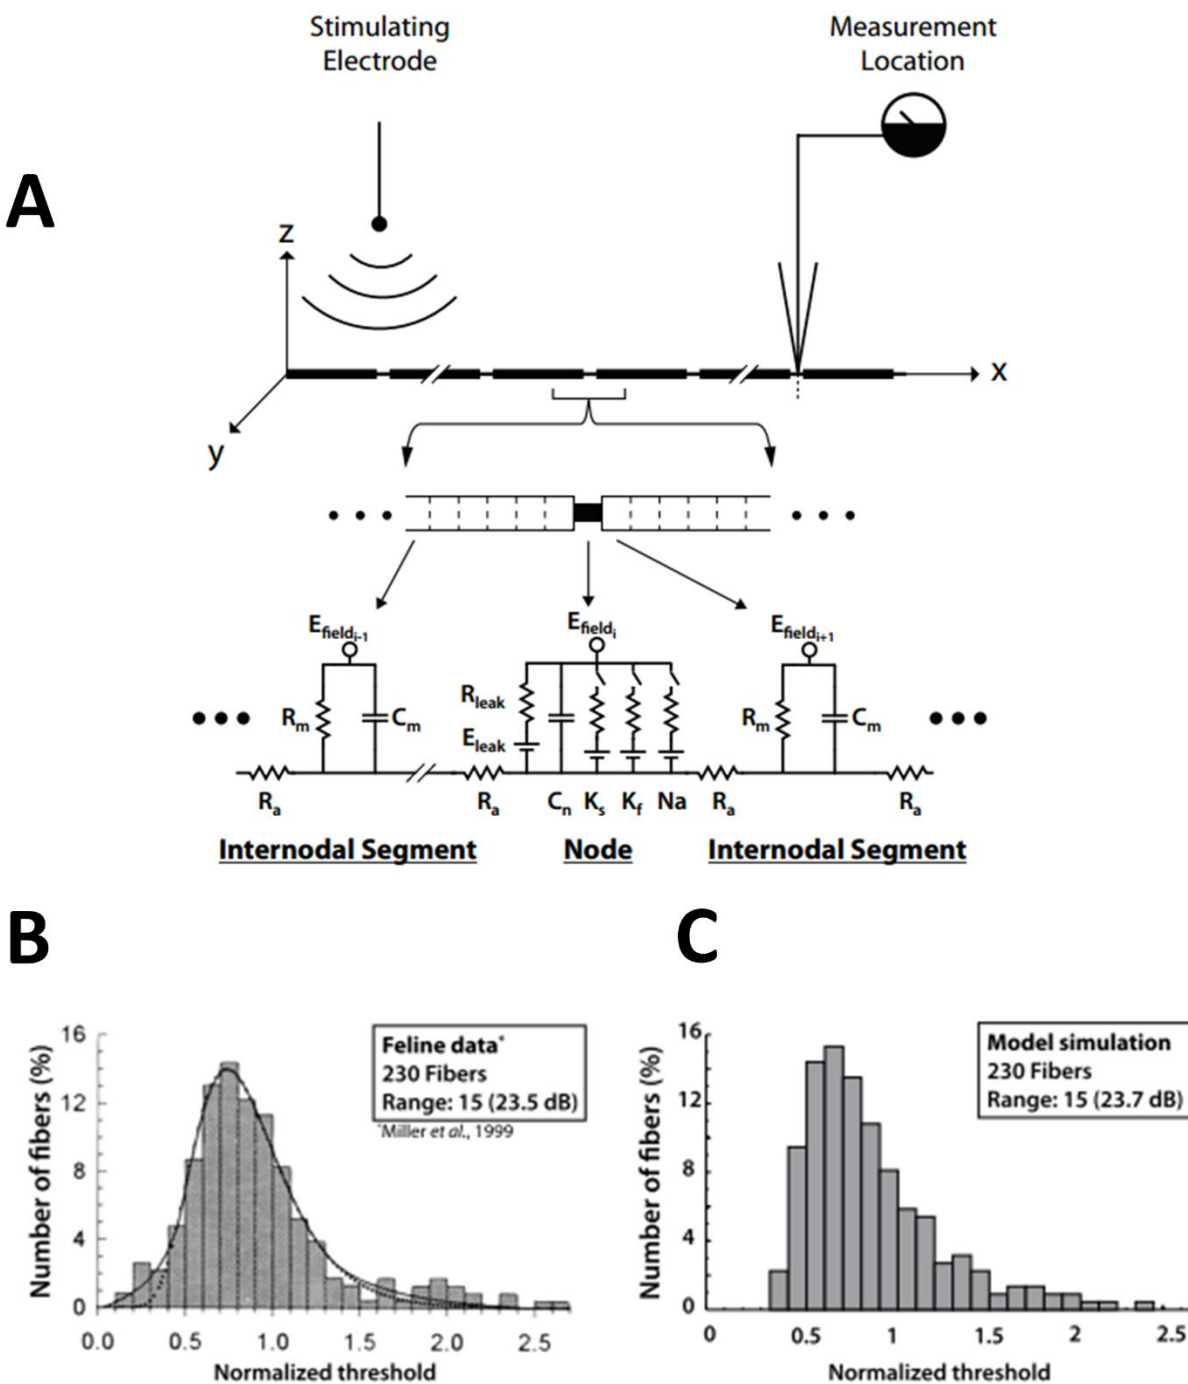 Stimulating
Electrode
Measurement
Location
A
z
x
y
E_field_i-1
E_field_i
E_field_i+1
R_m
C_m
R_leak
E_leak
R_m
C_m
R_a
R_a
C_n K_s K_f Na
R_a
R_a
Internodal Segment
Node
Internodal Segment
B
Feline data*
230 Fibers
Range: 15 (23.5 dB)
*Miller et al., 1999
Number of fibers (%)
16
12
8
4
0
0.0 0.5 1.0 1.5 2.0 2.5
Normalized threshold
C
Model simulation
230 Fibers
Range: 15 (23.7 dB)
Number of fibers (%)
16
12
8
4
0
0 0.5 1 1.5 2 2.5
Normalized threshold